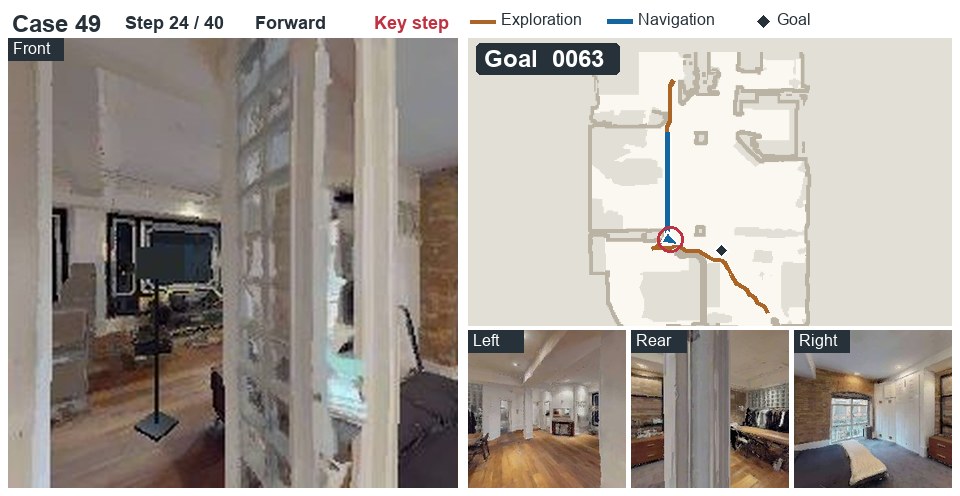 Case 49 Step 24 / 40 Forward Key step
Exploration Navigation Goal
Front
Goal 0063
Left
Rear
Right